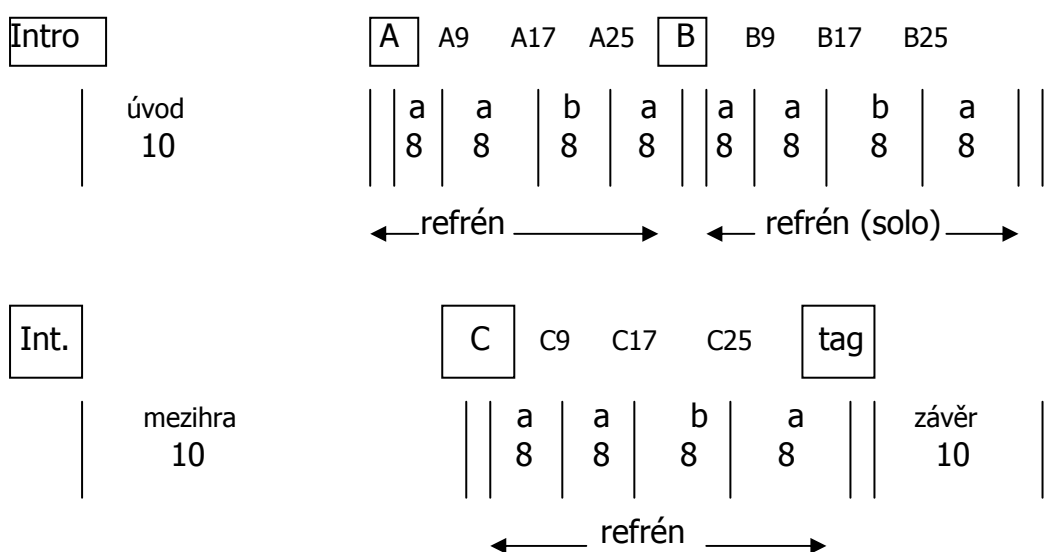 Intro A A9 A17 A25 B B9 B17 B25
úvod a a b a a a b a
10 8 8 8 8 8 8 8 8
refrén refrén (solo)
Int. C C9 C17 C25 tag
mezihra a a b a závěr
10 8 8 8 8 10
refrén